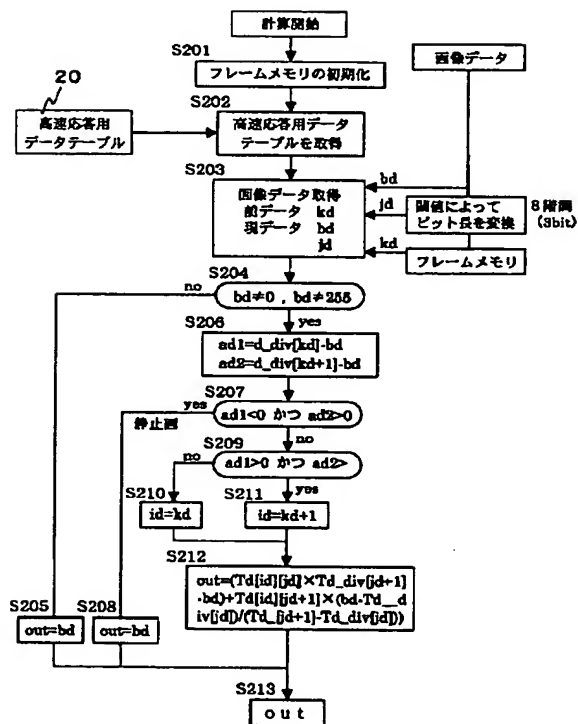 計算開始
S201
フレームメモリの初期化
画像データ
20
S202
高速応答用
データテーブル
高速応答用データ
テーブルを取得
S203
bd
画像データ取得
前データ kd
現データ bd
jd
jd
閾値によって
ビット長を変換
8階調
(3bit)
kd
フレームメモリ
S204
no
bd≠0 , bd≠255
yes
S206
ad1=d_div[kd]-bd
ad2=d_div[kd+1]-bd
S207
yes
静止画
ad1<0 かつ ad2>0
no
S209
no
ad1>0 かつ ad2>
yes
S210
id=kd
S211
id=kd+1
S212
out=(Td[id][jd]×Td_div[jd+1]
-bd)+Td[id][jd+1]×(bd-Td__d
iv[jd])/(Td_[jd+1]-Td_div[jd]))
S205
out=bd
S208
out=bd
S213
out